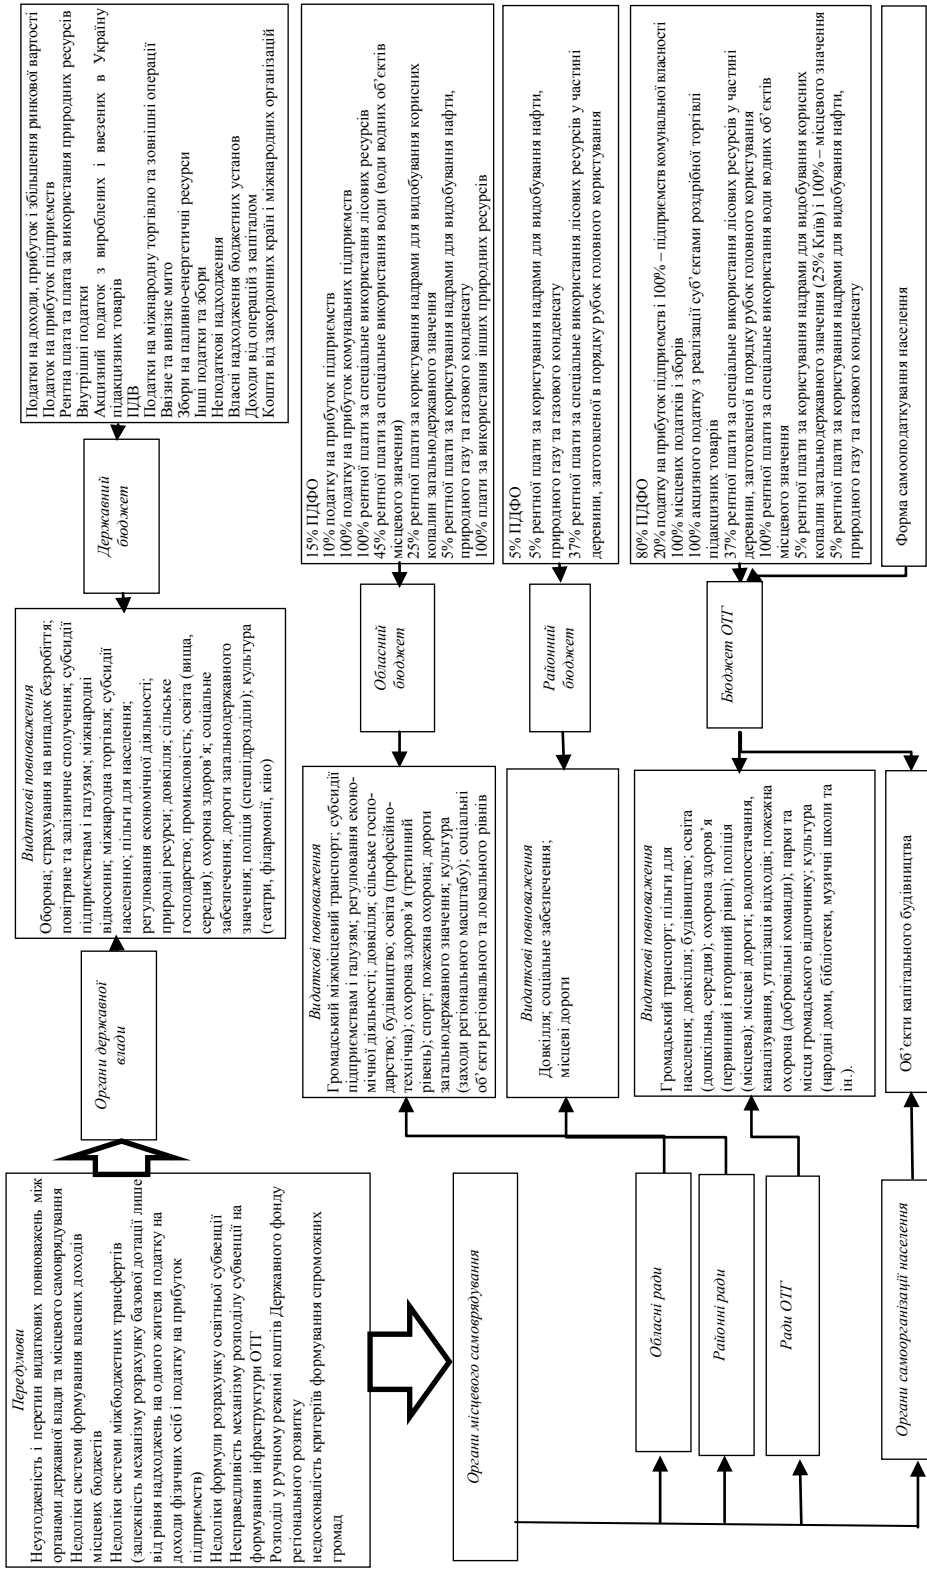 Передумови
Неузгодженість і перетин видаткових повноважень між
органами державної влади та місцевого самоврядування
Недоліки системи формування власних доходів
місцевих бюджетів
Недоліки системи міжбюджетних трансфертів
(залежність механізму розрахунку базової дотації лише
від рівня надходжень на одного жителя податку на
доходи фізичних осіб і податку на прибуток
підприємств)
Недоліки формули розрахунку освітньої субвенції
Несправедливість механізму розподілу субвенції на
формування інфраструктури ОТГ
Розподіл у ручному режимі коштів Державного фонду
регіонального розвитку
недосконалість критеріїв формування спроможних
громад
Органи державної
влади
Видаткові повноваження
Оборона; страхування на випадок безробіття;
повітряне та залізничне сполучення; субсидії
підприємствам і галузям; міжнародні
відносини; міжнародна торгівля; субсидії
населенню; пільги для населення;
регулювання економічної діяльності;
природні ресурси; довкілля; сільське
господарство; промисловість; освіта (вища,
середня); охорона здоров’я; соціальне
забезпечення; дороги загальнодержавного
значення; поліція (спецпідрозділи); культура
(театри, філармонії, кіно)
Державний
бюджет
Податки на доходи, прибуток і збільшення ринкової вартості
Податок на прибуток підприємств
Рентна плата та плата за використання природних ресурсів
Внутрішні податки
Акцизний податок з вироблених і ввезених в Україну
підакцизних товарів
ПДВ
Податки на міжнародну торгівлю та зовнішні операції
Ввізне та вивізне мито
Збори на паливно-енергетичні ресурси
Інші податки та збори
Неподаткові надходження
Власні надходження бюджетних установ
Доходи від операцій з капіталом
Кошти від закордонних країн і міжнародних організацій
Органи місцевого самоврядування
Обласні ради
Видаткові повноваження
Громадський міжміський транспорт; субсидії
підприємствам і галузям; регулювання еконо-
мічної діяльності; довкілля; сільське госпо-
дарство; будівництво; освіта (професійно-
технічна); охорона здоров’я (третинний
рівень); спорт; пожежна охорона; дороги
загальнодержавного значення; культура
(заходи регіонального масштабу); соціальні
об’єкти регіонального та локального рівнів
Обласний
бюджет
15% ПДФО
10% податку на прибуток підприємств
100% податку на прибуток комунальних підприємств
100% рентної плати за спеціальне використання лісових ресурсів
45% рентної плати за спеціальне використання води (води водних об’єктів
місцевого значення)
25% рентної плати за користування надрами для видобування корисних
копалин загальнодержавного значення
5% рентної плати за користування надрами для видобування нафти,
природного газу та газового конденсату
100% плати за використання інших природних ресурсів
Районні ради
Видаткові повноваження
Довкілля; соціальне забезпечення;
місцеві дороги
Районний
бюджет
5% ПДФО
5% рентної плати за користування надрами для видобування нафти,
природного газу та газового конденсату
37% рентної плати за спеціальне використання лісових ресурсів у частині
деревини, заготовленої в порядку рубок головного користування
Ради ОТГ
Видаткові повноваження
Громадський транспорт; пільги для
населення; довкілля; будівництво; освіта
(дошкільна, середня); охорона здоров’я
(первинний і вторинний рівні); поліція
(місцева); місцеві дороги; водопостачання,
каналізування, утилізація відходів; пожежна
охорона (добровільні команди); парки та
місця громадського відпочинку; культура
(народні доми, бібліотеки, музичні школи та
ін.).
Бюджет ОТГ
80% ПДФО
20% податку на прибуток підприємств і 100% – підприємств комунальної власності
100% місцевих податків і зборів
100% акцизного податку з реалізації суб’єктами роздрібної торгівлі
підакцизних товарів
37% рентної плати за спеціальне використання лісових ресурсів у частині
деревини, заготовленої в порядку рубок головного користування
100% рентної плати за спеціальне використання води водних об’єктів
місцевого значення
5% рентної плати за користування надрами для видобування корисних
копалин загальнодержавного значення (25% Київ) і 100% – місцевого значення
5% рентної плати за користування надрами для видобування нафти,
природного газу та газового конденсату
Органи самоорганізації населення
Об’єкти капітального будівництва
Форма самооподаткування населення